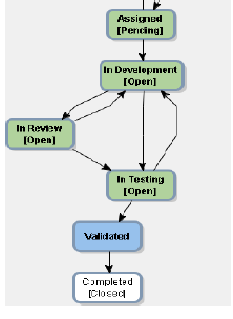 Assigned
[Pending]
In Development
[Open]
In Review
[Open]
In Testing
[Open]
Validated
Completed
[Closed]